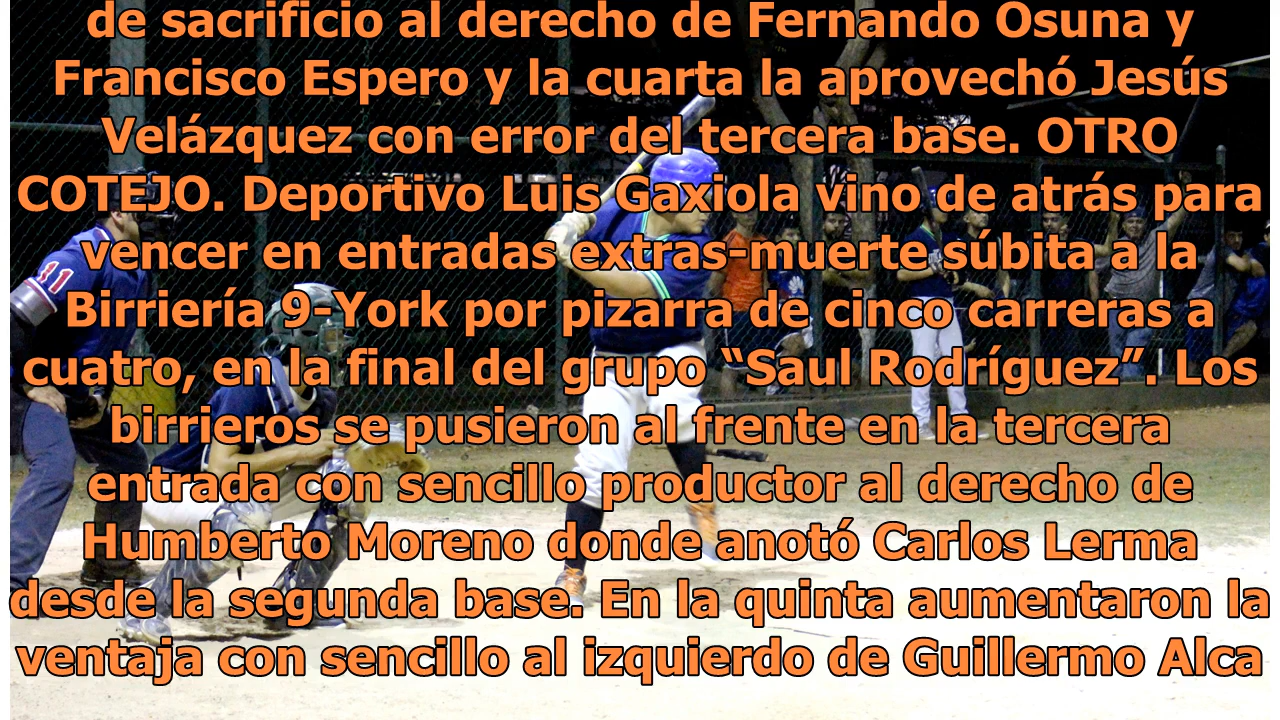 de sacrificio al derecho de Fernando Osuna y
Francisco Espero y la cuarta la aprovechó Jesús
Velázquez con error del tercera base. OTRO
COTEJO. Deportivo Luis Gaxiola vino de atrás para
vencer en entradas extras-muerte súbita a la
Birriería 9-York por pizarra de cinco carreras a
cuatro, en la final del grupo “Saul Rodríguez”. Los
birrieros se pusieron al frente en la tercera
entrada con sencillo productor al derecho de
Humberto Moreno donde anotó Carlos Lerma
desde la segunda base. En la quinta aumentaron la
ventaja con sencillo al izquierdo de Guillermo Alca
11